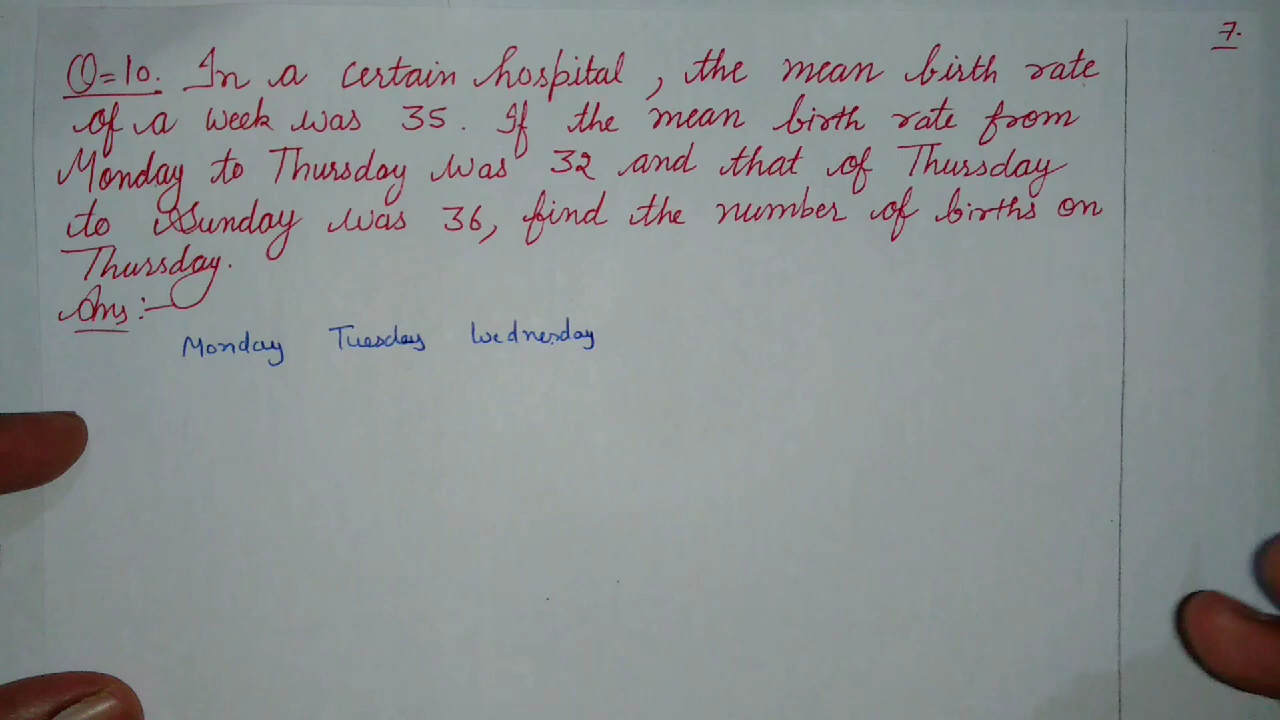 7.
Q=10. In a certain hospital, the mean birth rate
of a week was 35. If the mean birth rate from
Monday to Thursday was 32 and that of Thursday
to Sunday was 36, find the number of births on
Thursday.
Ans :-
Monday Tuesday Wednesday